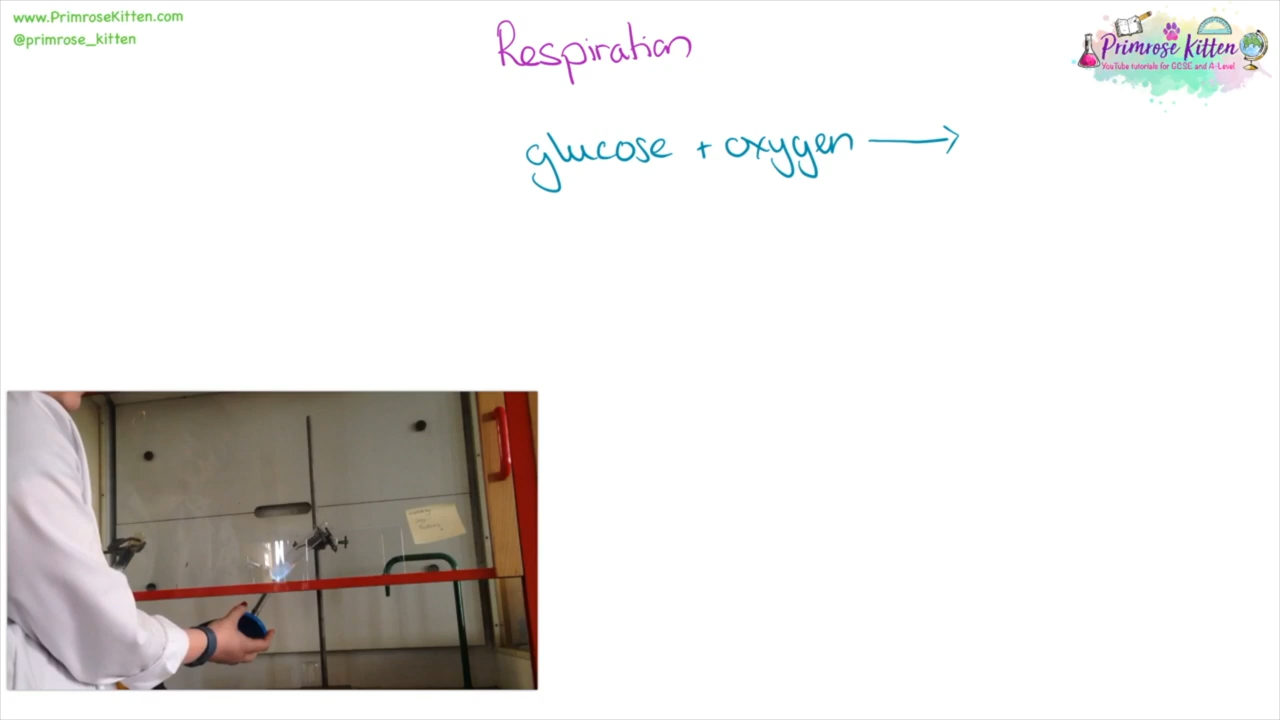 www.PrimroseKitten.com
@primrose_kitten
Respiration
Primrose Kitten
YouTube tutorials for GCSE and A-Level
glucose + oxygen ⟶